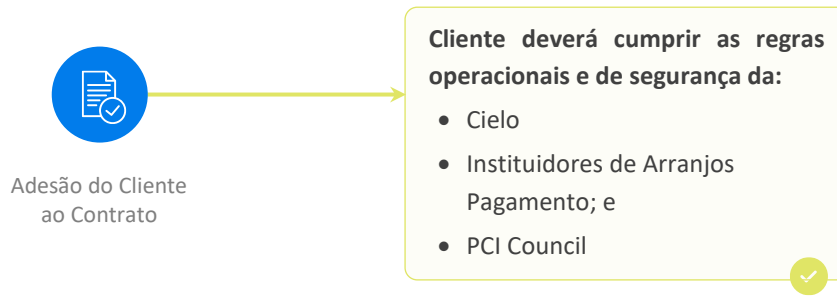 Adesão do Cliente
ao Contrato
Cliente deverá cumprir as regras
operacionais e de segurança da:
• Cielo
• Instituidores de Arranjos
Pagamento; e
• PCI Council